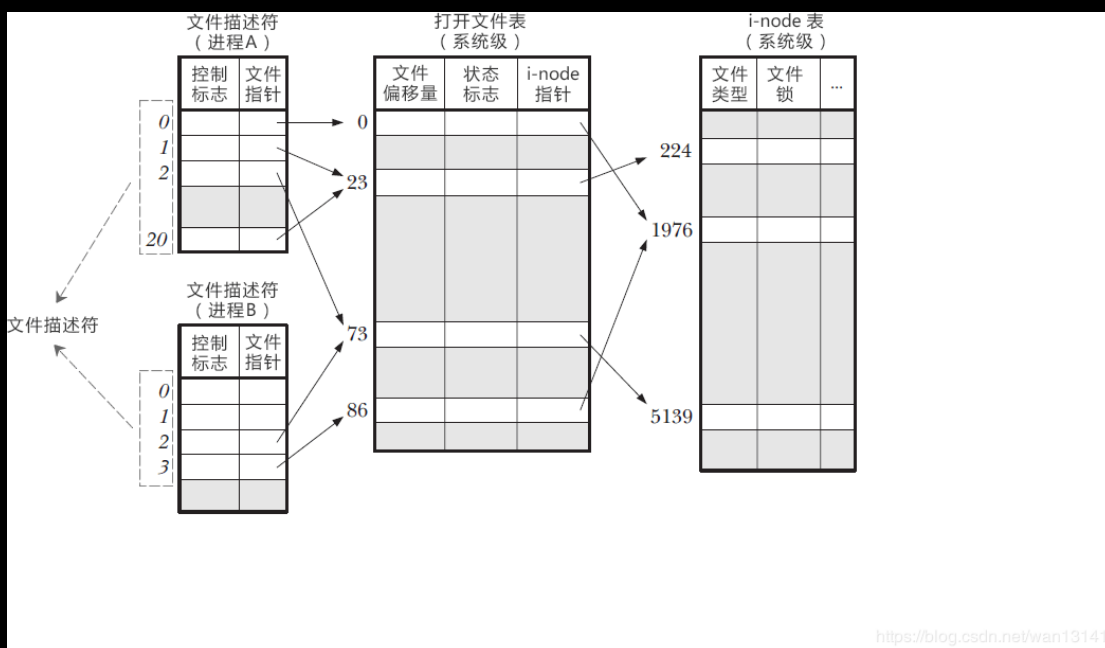 文件描述符
（进程A）
控制 文件
标志 指针
0
1
2
20
文件描述符
文件描述符
（进程B）
控制 文件
标志 指针
0
1
2
3
打开文件表
（系统级）
文件 状态 i-node
偏移量 标志 指针
0
23
73
86
i-node 表
（系统级）
文件 文件 ...
类型 锁
224
1976
5139
https://blog.csdn.net/wan13141